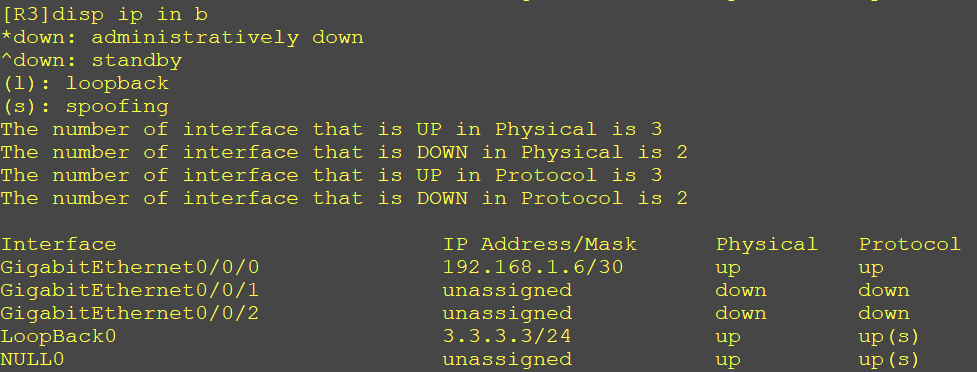 [R3]disp ip in b
*down: administratively down
^down: standby
(l): loopback
(s): spoofing
The number of interface that is UP in Physical is 3
The number of interface that is DOWN in Physical is 2
The number of interface that is UP in Protocol is 3
The number of interface that is DOWN in Protocol is 2
Interface IP Address/Mask Physical Protocol
GigabitEthernet0/0/0 192.168.1.6/30 up up
GigabitEthernet0/0/1 unassigned down down
GigabitEthernet0/0/2 unassigned down down
LoopBack0 3.3.3.3/24 up up(s)
NULL0 unassigned up up(s)